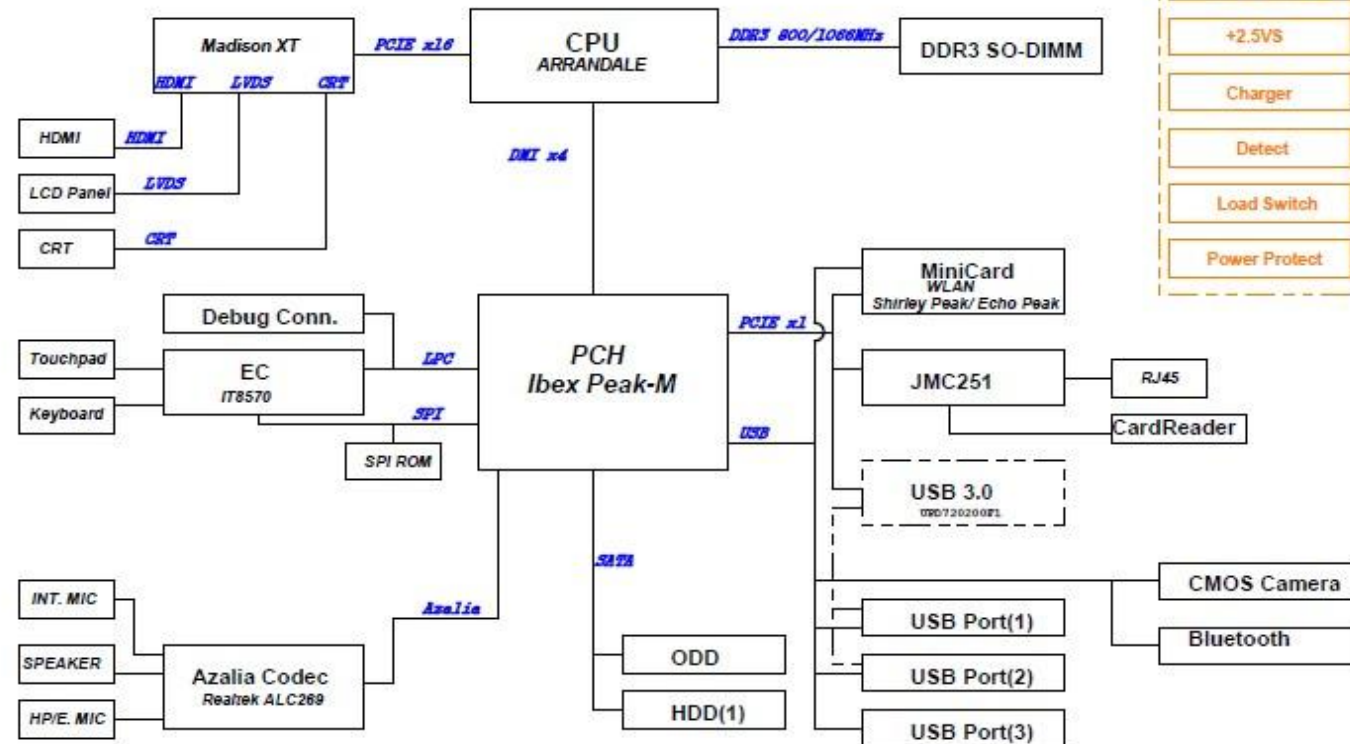 Madison XT
HDMI LVDS CRT
PCIE x16
CPU
ARRANDALE
DDR3 800/1066MHz
DDR3 SO-DIMM
+2.5VS
Charger
Detect
Load Switch
Power Protect
HDMI
HDMI
LCD Panel
LVDS
CRT
CRT
DMI x4
MiniCard
WLAN
Shirley Peak/ Echo Peak
Debug Conn.
PCIE x1
Touchpad
EC
IT8570
LPC
PCH
Ibex Peak-M
JMC251
RJ45
Keyboard
SPI
SPI ROM
USB
CardReader
USB 3.0
UPD720200F1
SATA
CMOS Camera
INT. MIC
Azalia
USB Port(1)
Bluetooth
SPEAKER
Azalia Codec
Realtek ALC269
ODD
USB Port(2)
HP/E. MIC
HDD(1)
USB Port(3)